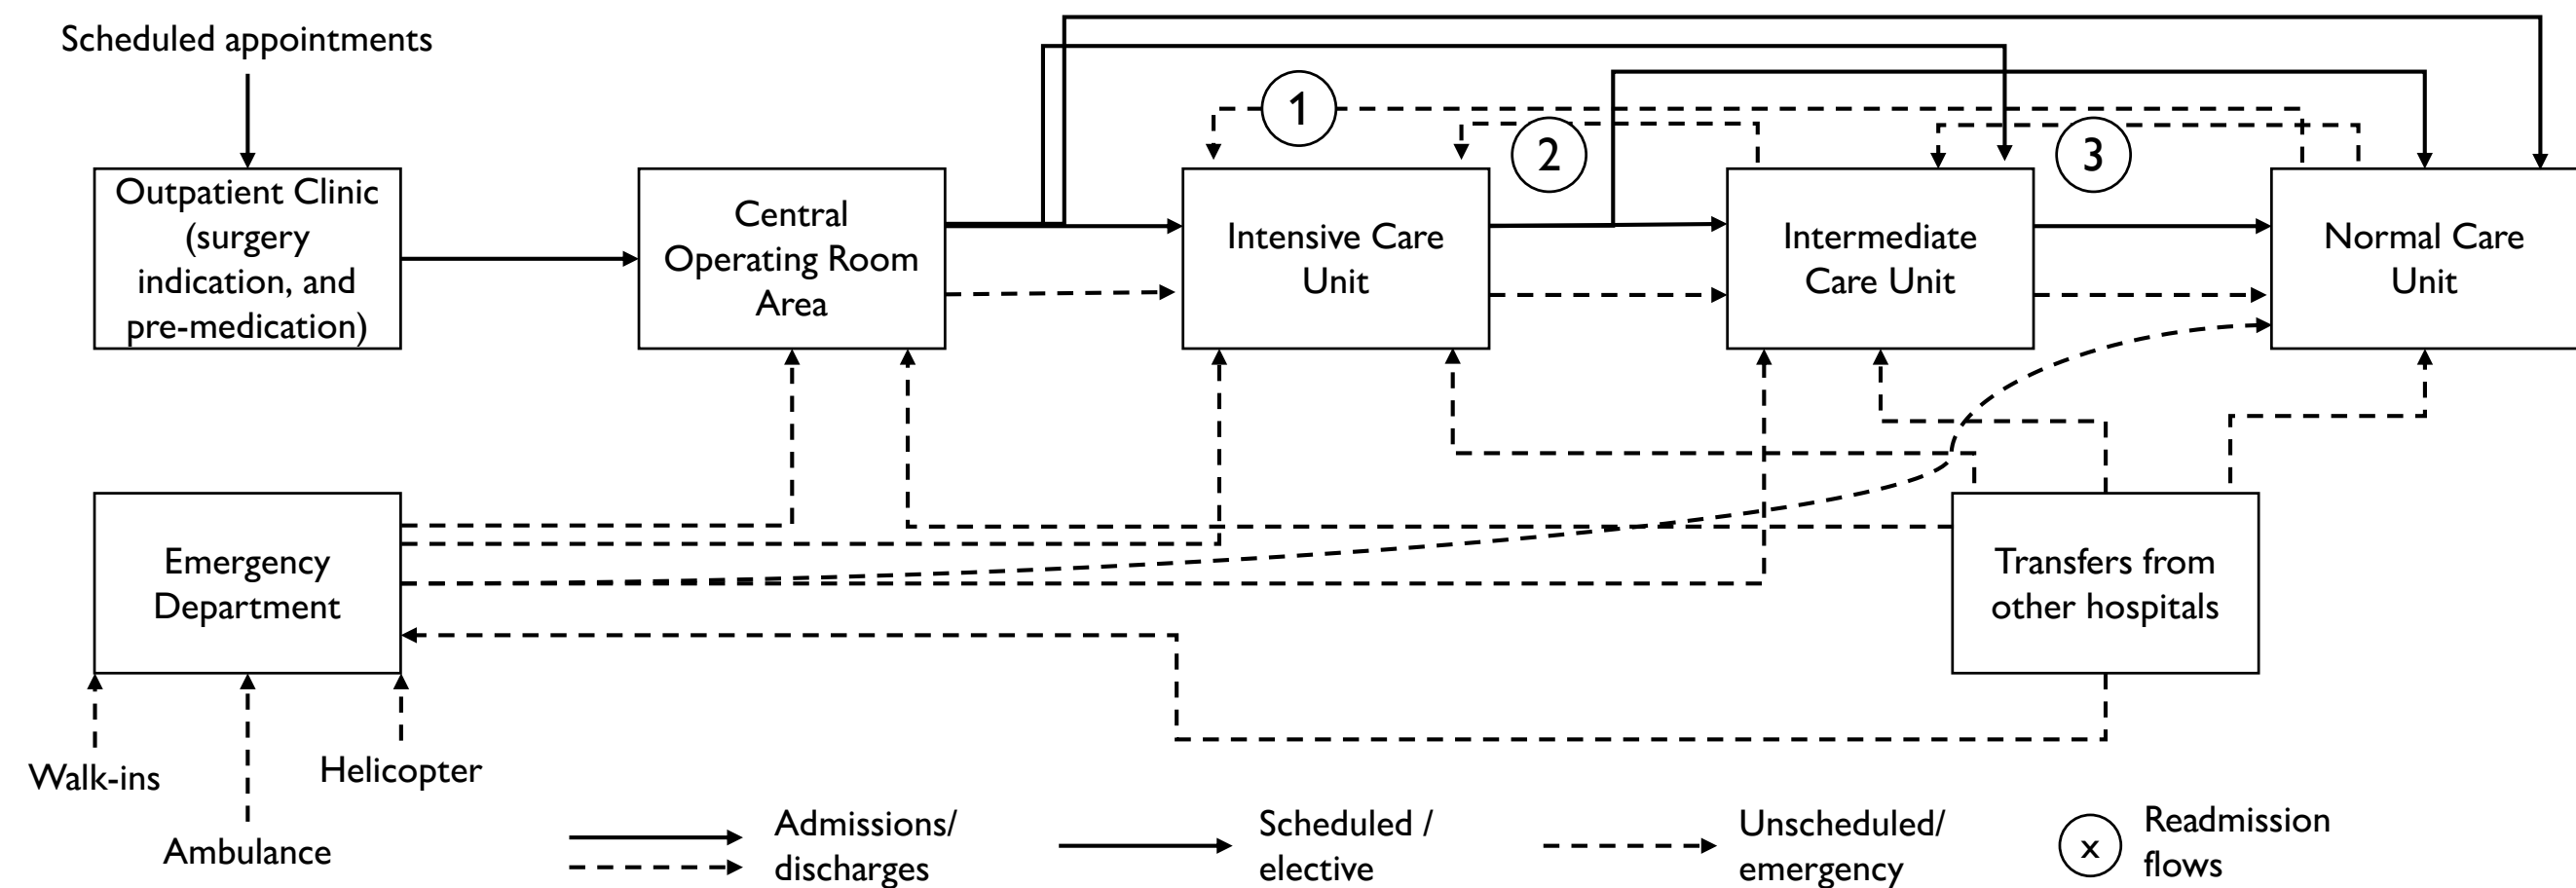 Scheduled appointments
1
2
3
Outpatient Clinic
(surgery
indication, and
pre-medication)
Central
Operating Room
Area
Intensive Care
Unit
Intermediate
Care Unit
Normal Care
Unit
Emergency
Department
Transfers from
other hospitals
Walk-ins
Helicopter
Ambulance
Admissions/
discharges
Scheduled /
elective
Unscheduled/
emergency
x
Readmission
flows